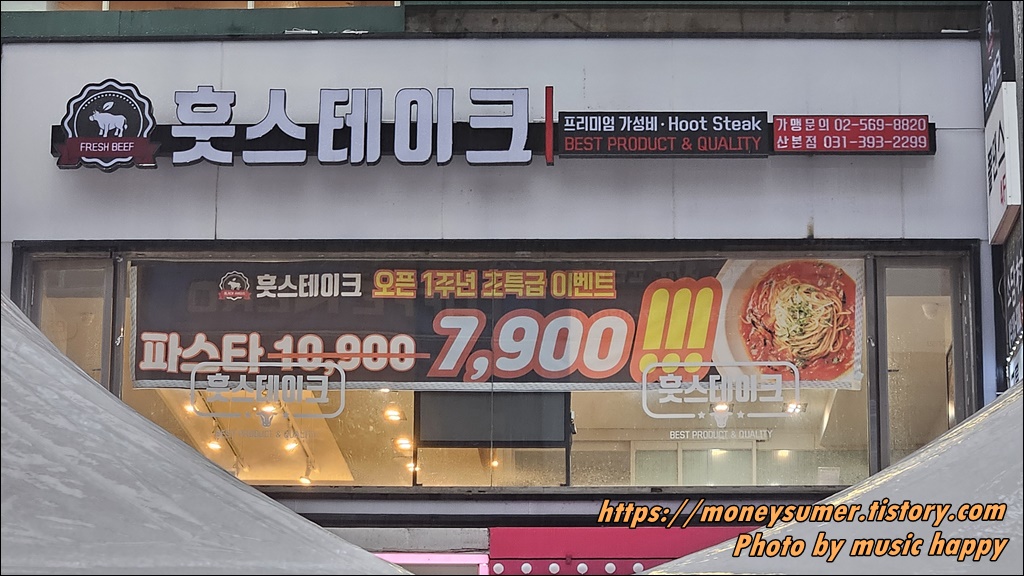 FRESH BEEF
훗스테이크
프리미엄 가성비·Hoot Steak
BEST PRODUCT & QUALITY
가맹문의 02-569-8820
산본점 031-393-2299
훗스테이크 오픈 1주년 초특급 이벤트
파스타 10,900 7,900!!!
훗스테이크
BEST PRODUCT & QUALITY
훗스테이크
BEST PRODUCT & QUALITY
https://moneysumer.tistory.com
Photo by music happy